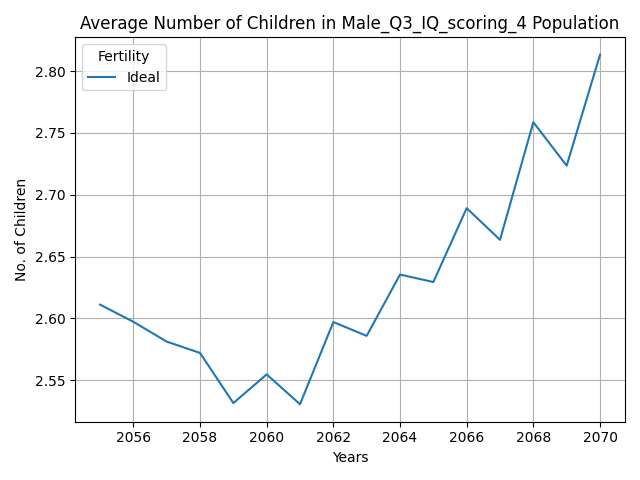 Average Number of Children in Male_Q3_IQ_scoring_4 Population
Fertility
Ideal
No. of Children
2.80
2.75
2.70
2.65
2.60
2.55
2056 2058 2060 2062 2064 2066 2068 2070
Years